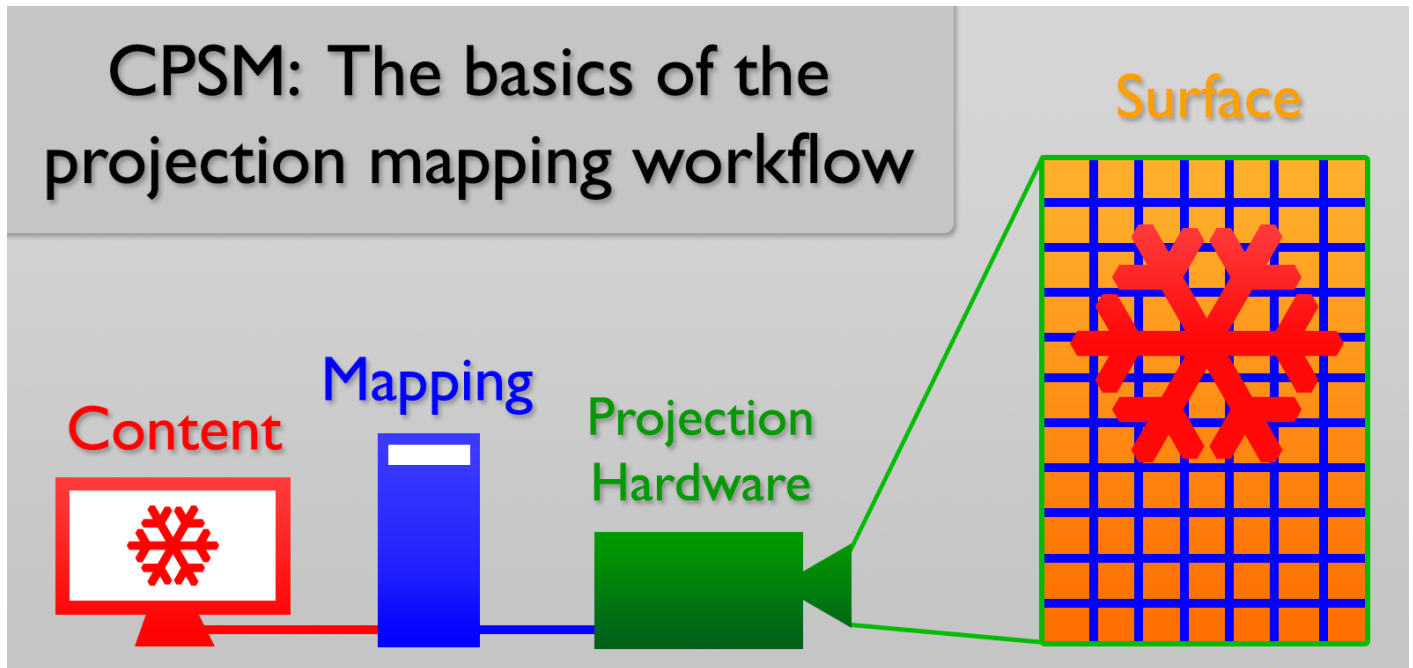 CPSM: The basics of the
projection mapping workflow
Surface
Mapping
Content
Projection
Hardware